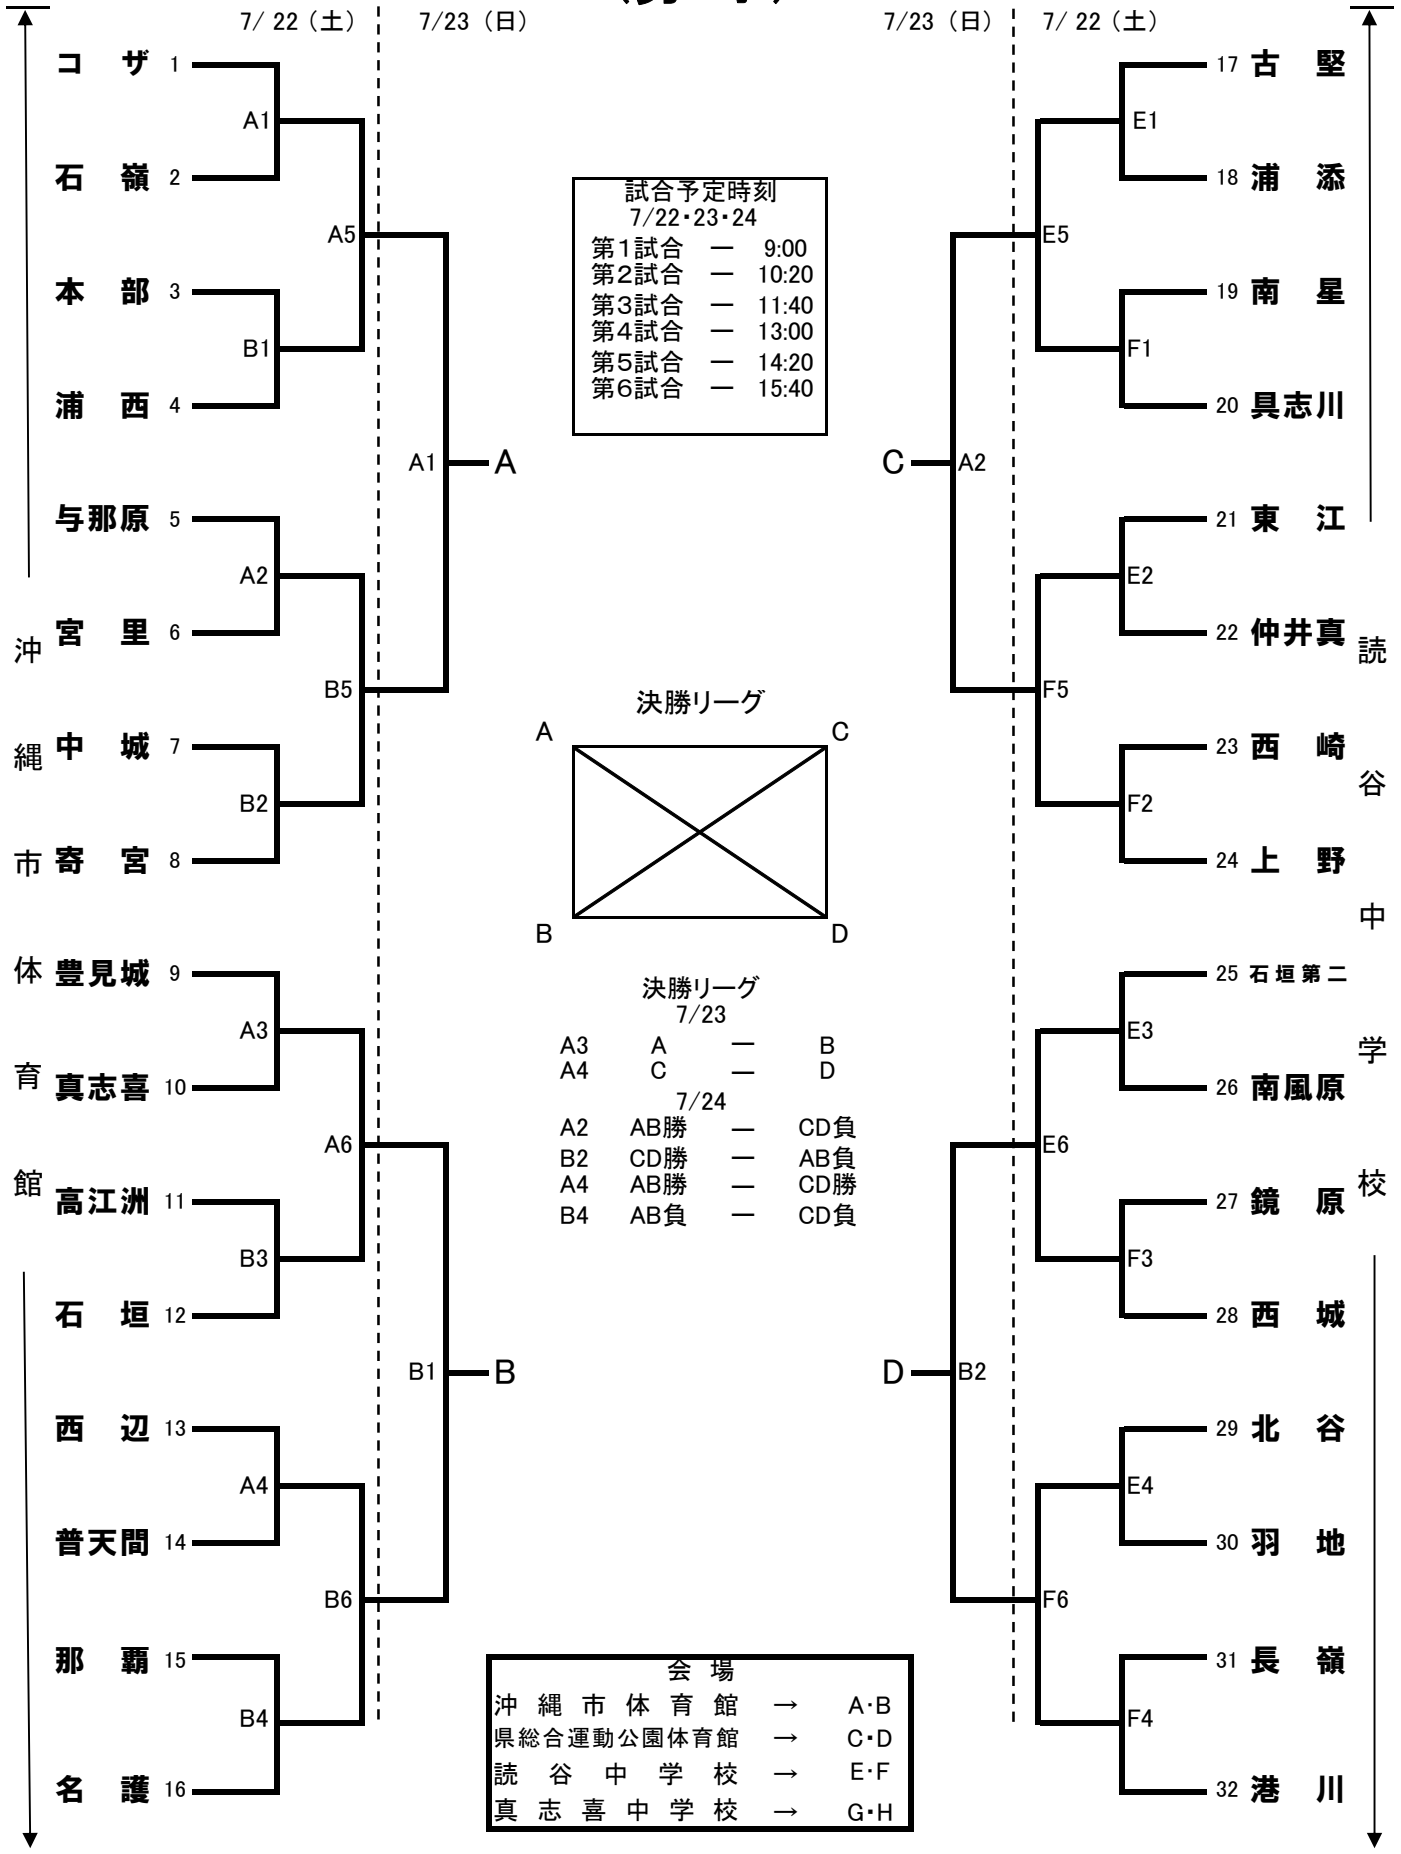 7/ 22（土） 7/23（日） 7/23（日） 7/ 22（土）
コザ 1
A1
石嶺 2
A5
本部 3
B1
浦西 4
A1 A
与那原 5
A2
宮里 6
B5
中城 7
B2
寄宮 8
豊見城 9
A3
真志喜 10
A6
高江洲 11
B3
石垣 12
B1 B
西辺 13
A4
普天間 14
B6
那覇 15
B4
名護 16
沖縄市体育館
試合予定時刻
7/22・23・24
第1試合 ー 9:00
第2試合 ー 10:20
第3試合 ー 11:40
第4試合 ー 13:00
第5試合 ー 14:20
第6試合 ー 15:40
決勝リーグ
A C
B D
決勝リーグ
7/23
A3 A ー B
A4 C ー D
7/24
A2 AB勝 ー CD負
B2 CD勝 ー AB負
A4 AB勝 ー CD勝
B4 AB負 ー CD負
会場
沖縄市体育館 → A・B
県総合運動公園体育館 → C・D
読谷中学校 → E・F
真志喜中学校 → G・H
17 古堅
E1
18 浦添
E5
19 南星
F1
20 具志川
C A2
21 東江
E2
22 仲井真
F5
23 西崎
F2
24 上野
25 石垣第二
E3
26 南風原
E6
27 鏡原
F3
28 西城
D B2
29 北谷
E4
30 羽地
F6
31 長嶺
F4
32 港川
読谷中学校